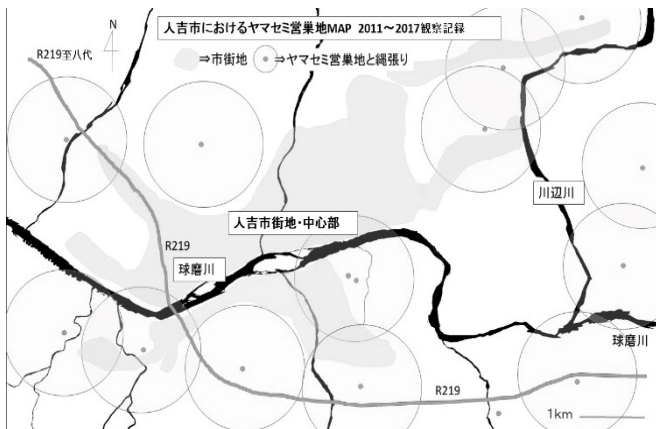 人吉市におけるヤマセミ営巣地MAP 2011～2017観察記録
N
R219至八代
⇒市街地
⇒ヤマセミ営巣地と縄張り
川辺川
人吉市街地・中心部
R219
球磨川
球磨川
R219
1km